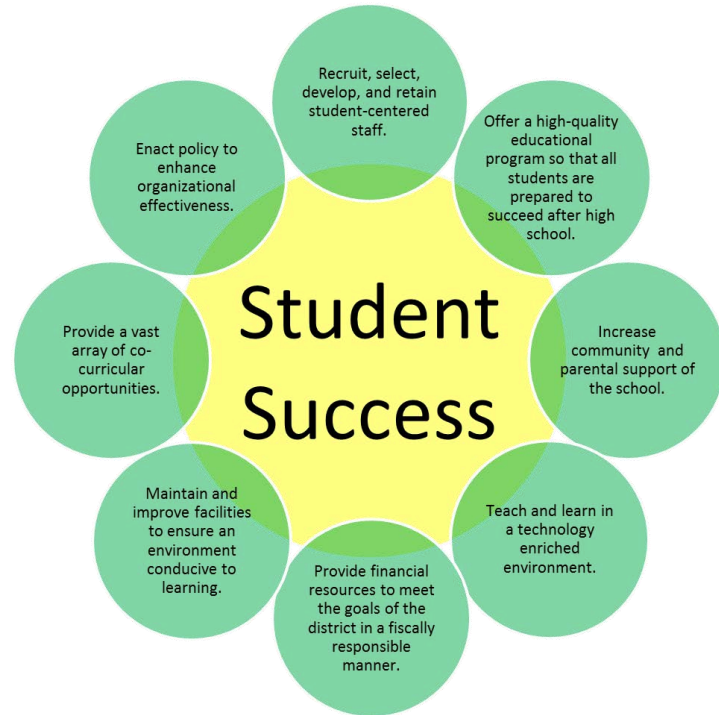 Recruit, select,
develop, and retain
student-centered
staff.
Offer a high-quality
educational
program so that all
students are
prepared to
succeed after high
school.
Increase
community and
parental support of
the school.
Teach and learn in
a technology
enriched
environment.
Provide financial
resources to meet
the goals of the
district in a fiscally
responsible
manner.
Maintain and
improve facilities
to ensure an
environment
conducive to
learning.
Provide a vast
array of co-
curricular
opportunities.
Enact policy to
enhance
organizational
effectiveness.
Student
Success